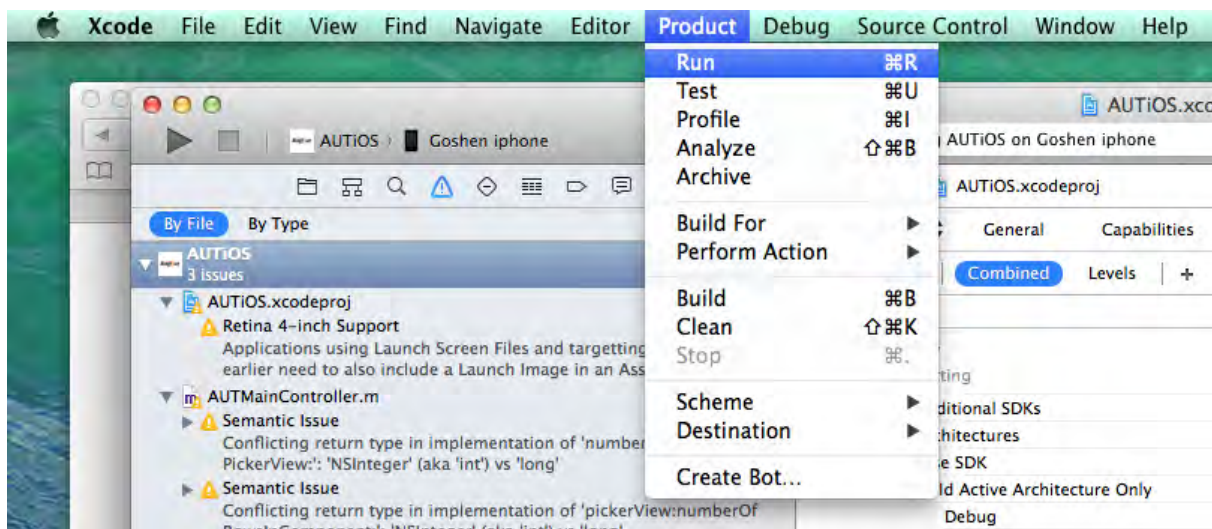 Xcode File Edit View Find Navigate Editor Product Debug Source Control Window Help
Run ⌘R
Test ⌘U
Profile ⌘I
Analyze ⇧⌘B
Archive
Build For
Perform Action
Build ⌘B
Clean ⇧⌘K
Stop ⌘.
Scheme
Destination
Create Bot...
AUTiOS Goshen iphone
By File By Type
AUTiOS
3 issues
AUTiOS.xcodeproj
Retina 4-inch Support
Applications using Launch Screen Files and targetting
earlier need to also include a Launch Image in an Ass
AUTMainController.m
Semantic Issue
Conflicting return type in implementation of 'number
PickerView:': 'NSInteger' (aka 'int') vs 'long'
Semantic Issue
Conflicting return type in implementation of 'pickerView:numberOf
AUTiOS.xco
AUTiOS on Goshen iphone
AUTiOS.xcodeproj
General Capabilities
Combined Levels +
ting
ditional SDKs
hitectures
e SDK
ld Active Architecture Only
Debug